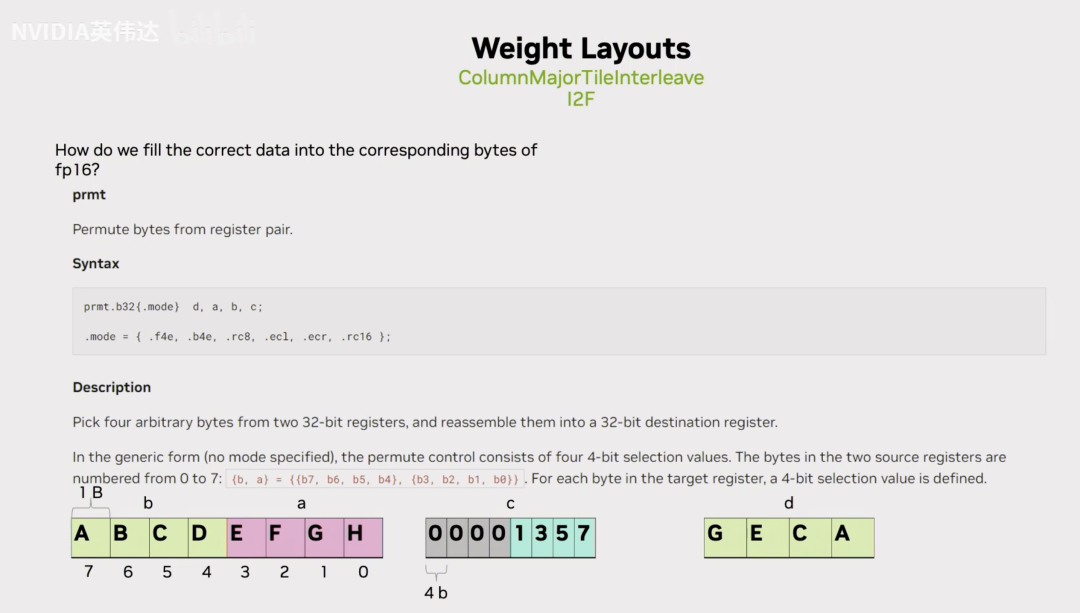 NVIDIA英伟达
Weight Layouts
ColumnMajorTileInterleave
I2F
How do we fill the correct data into the corresponding bytes of
fp16?
prmt
Permute bytes from register pair.
Syntax
prmt.b32{.mode}  d, a, b, c;
.mode = { .f4e, .b4e, .rc8, .ecl, .ecr, .rc16 };
Description
Pick four arbitrary bytes from two 32-bit registers, and reassemble them into a 32-bit destination register.
In the generic form (no mode specified), the permute control consists of four 4-bit selection values. The bytes in the two source registers are
numbered from 0 to 7: {b, a} = {{b7, b6, b5, b4}, {b3, b2, b1, b0}}. For each byte in the target register, a 4-bit selection value is defined.
1 B
b a c d
A B C D E F G H 0 0 0 0 1 3 5 7 G E C A
7 6 5 4 3 2 1 0
4 b